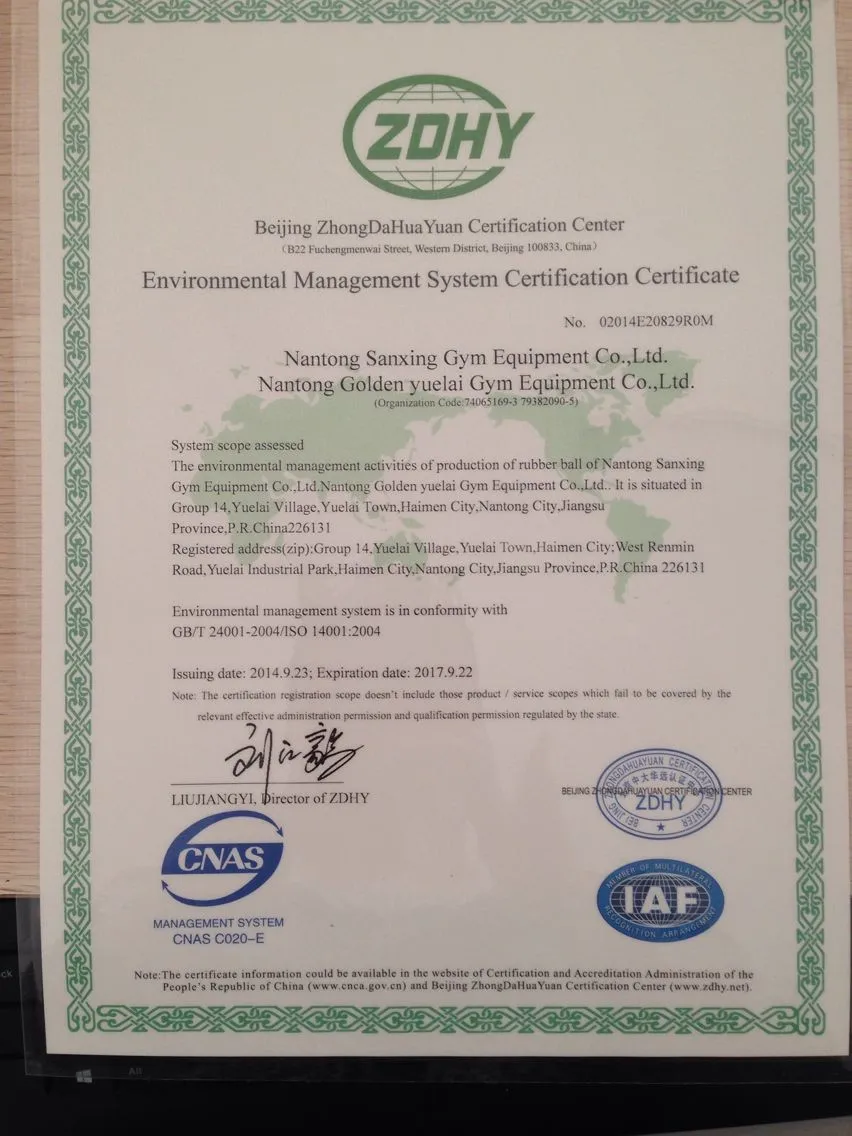 ZDHY
Beijing ZhongDaHuaYuan Certification Center
(B22 Fuchengmenwai Street, Western District, Beijing 100833, China)
Environmental Management System Certification Certificate
No. 02014E20829R0M
Nantong Sanxing Gym Equipment Co.,Ltd.
Nantong Golden yuelai Gym Equipment Co.,Ltd.
(Organization Code:74065169-3 79382090-5)
System scope assessed
The environmental management activities of production of rubber ball of Nantong Sanxing
Gym Equipment Co.,Ltd.Nantong Golden yuelai Gym Equipment Co.,Ltd.. It is situated in
Group 14,Yuelai Village,Yuelai Town,Haimen City,Nantong City,Jiangsu
Province,P.R.China226131
Registered address(zip):Group 14,Yuelai Village,Yuelai Town,Haimen City;West Renmin
Road,Yuelai Industrial Park,Haimen City,Nantong City,Jiangsu Province,P.R.China 226131
Environmental management system is in conformity with
GB/T 24001-2004/ISO 14001:2004
Issuing date: 2014.9.23; Expiration date: 2017.9.22
Note: The certification registration scope doesn't include those product / service scopes which fail to be covered by the
relevant effective administration permission and qualification permission regulated by the state.
LIUJIANGYI, Director of ZDHY
BEIJING ZHONGDAHUAYUAN CERTIFICATION CENTER
ZDHY
CNAS
MANAGEMENT SYSTEM
CNAS C020-E
MEMBER OF MULTILATERAL
IAF
RECOGNITION ARRANGEMENT
Note:The certificate information could be available in the website of Certification and Accreditation Administration of the
People's Republic of China (www.cnca.gov.cn) and Beijing ZhongDaHuaYuan Certification Center (www.zdhy.net).
Alt